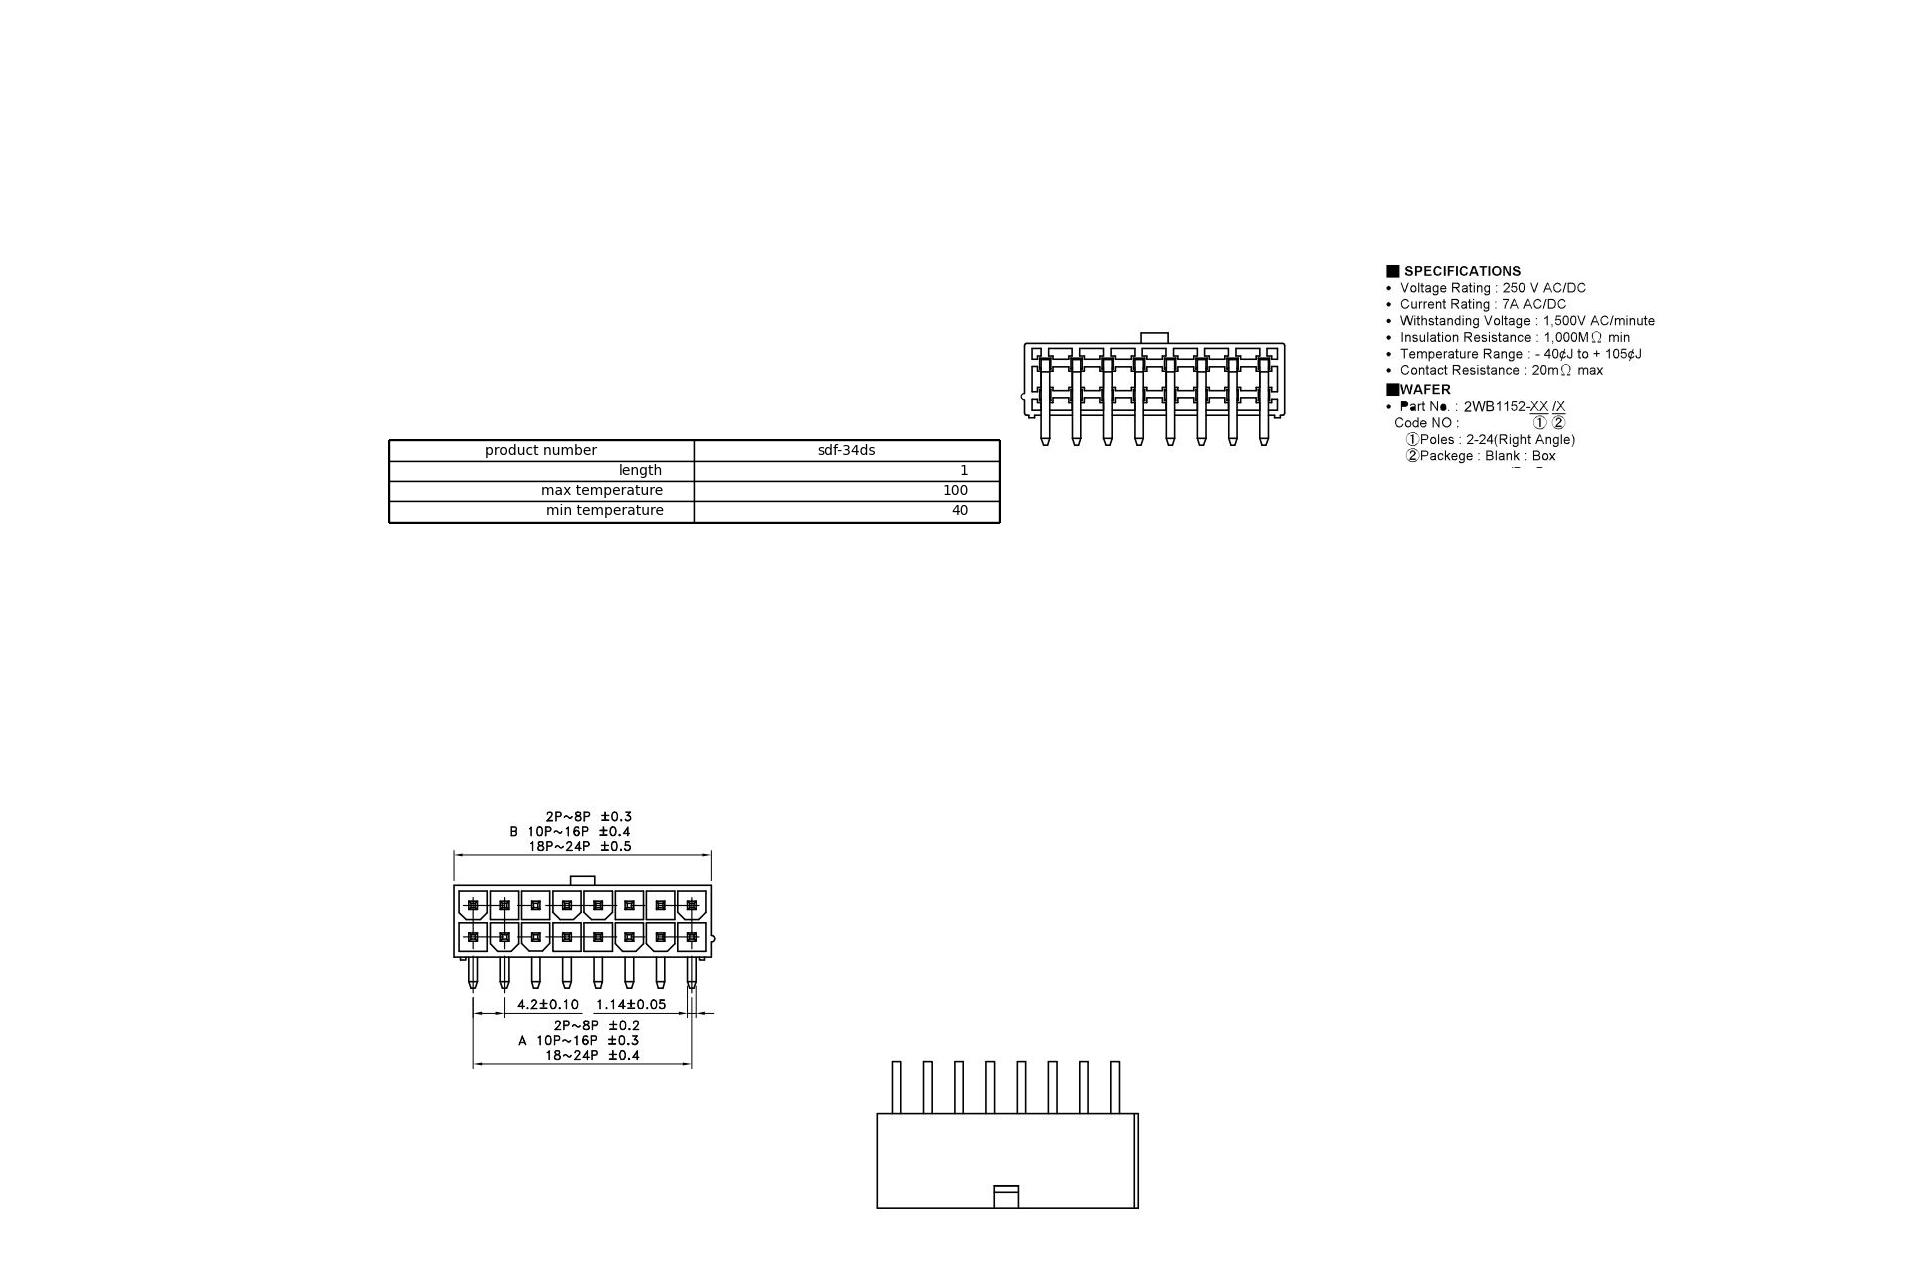 ■ SPECIFICATIONS
• Voltage Rating : 250 V AC/DC
• Current Rating : 7A AC/DC
• Withstanding Voltage : 1,500V AC/minute
• Insulation Resistance : 1,000MΩ min
• Temperature Range : - 40¢J to + 105¢J
• Contact Resistance : 20mΩ max
■WAFER
• Part No. : 2WB1152-XX /X
Code NO : ① ②
①Poles : 2-24(Right Angle)
②Packege : Blank : Box
product number sdf-34ds
length 1
max temperature 100
min temperature 40
2P~8P ±0.3
B 10P~16P ±0.4
18P~24P ±0.5
4.2±0.10 1.14±0.05
2P~8P ±0.2
A 10P~16P ±0.3
18~24P ±0.4